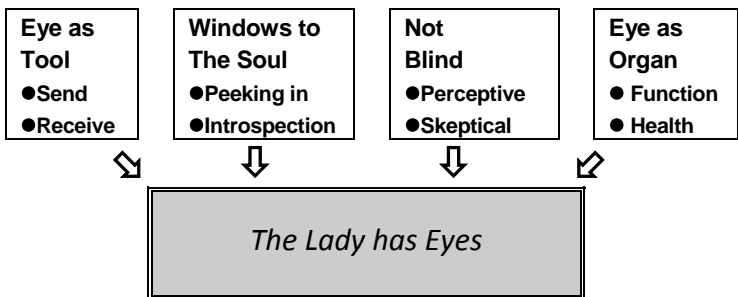 Eye as
Tool
●Send
●Receive
Windows to
The Soul
●Peeking in
●Introspection
Not
Blind
●Perceptive
●Skeptical
Eye as
Organ
● Function
● Health
The Lady has Eyes